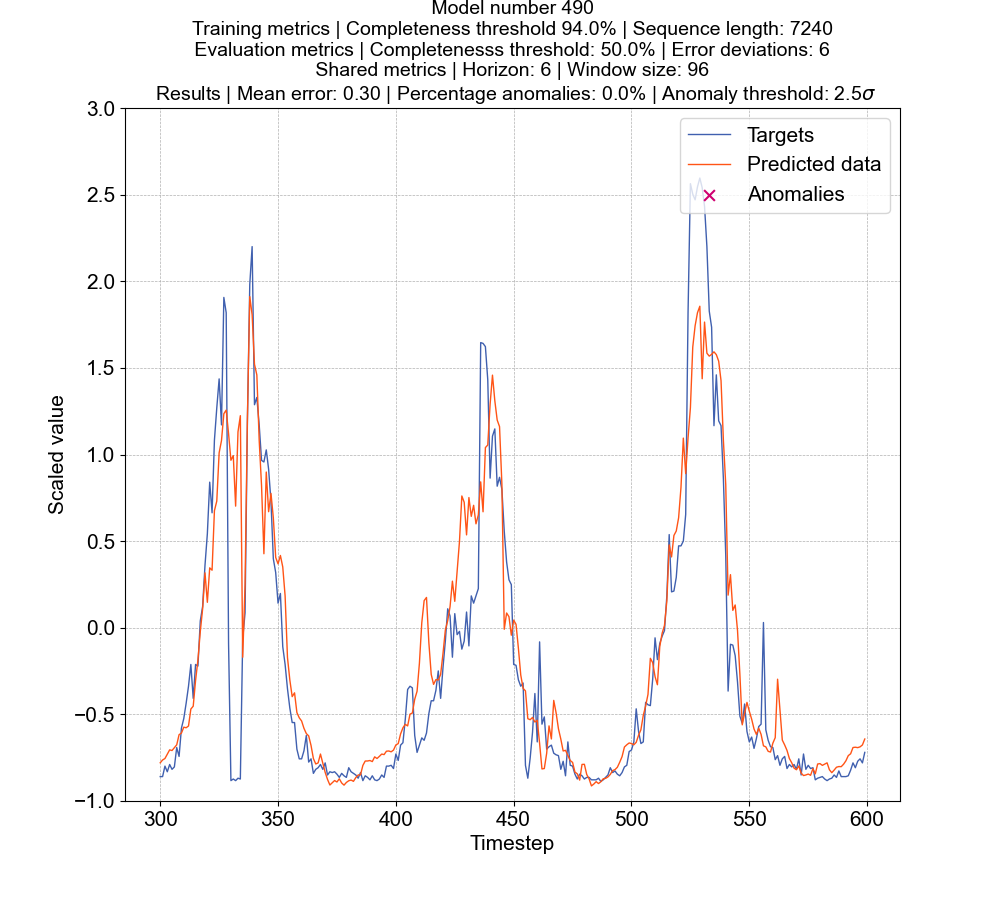 Model number 490
Training metrics | Completeness threshold 94.0% | Sequence length: 7240
Evaluation metrics | Completenesss threshold: 50.0% | Error deviations: 6
Shared metrics | Horizon: 6 | Window size: 96
Results | Mean error: 0.30 | Percentage anomalies: 0.0% | Anomaly threshold: 2.5σ
3.0
2.5
2.0
1.5
1.0
0.5
0.0
−0.5
−1.0
Scaled value
Targets
Predicted data
Anomalies
300 350 400 450 500 550 600
Timestep